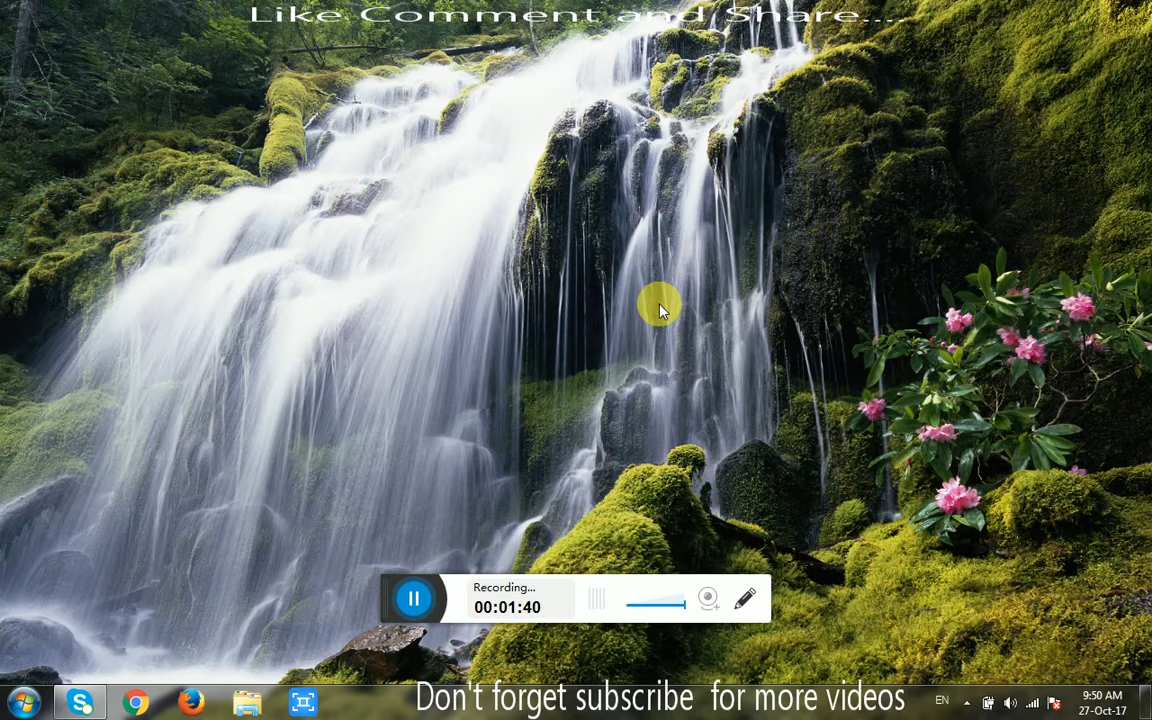 Like Comment and Share....
Recording...
00:01:40
Don't forget subscribe for more videos
EN
9:50 AM
27-Oct-17